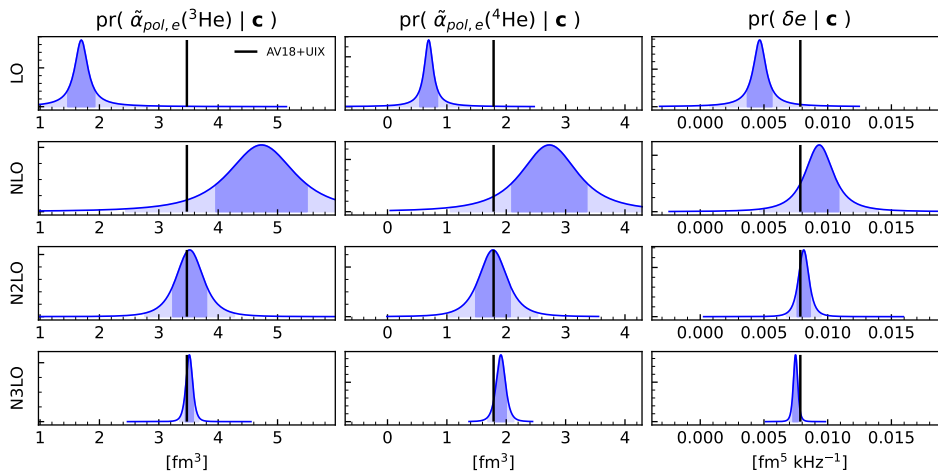 pr( α̃pol, e(³He) | c )
pr( α̃pol, e(⁴He) | c )
pr( δe | c )
LO
AV18+UIX
1 2 3 4 5
0 1 2 3 4
0.000 0.005 0.010 0.015
NLO
1 2 3 4 5
0 1 2 3 4
0.000 0.005 0.010 0.015
N2LO
1 2 3 4 5
0 1 2 3 4
0.000 0.005 0.010 0.015
N3LO
1 2 3 4 5
0 1 2 3 4
0.000 0.005 0.010 0.015
[fm³]
[fm³]
[fm⁵ kHz⁻¹]